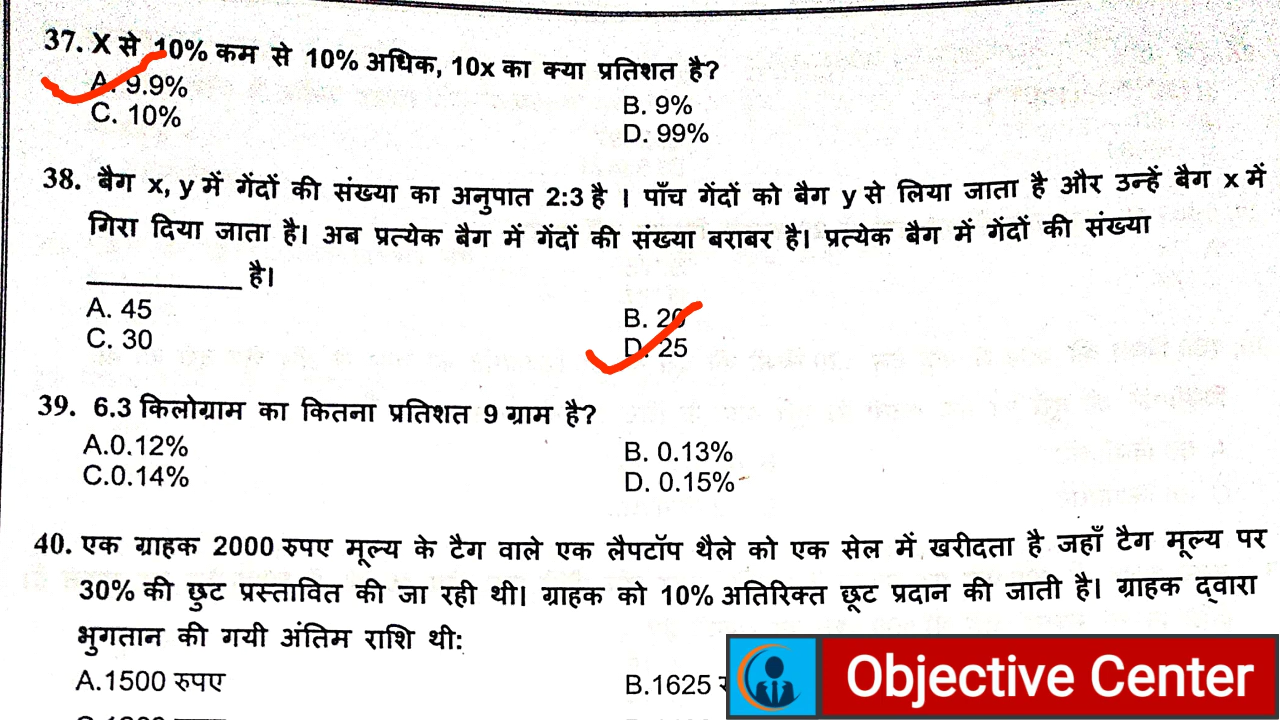 37. X से 10% कम से 10% अधिक, 10x का क्या प्रतिशत है?
A. 9.9%
B. 9%
C. 10%
D. 99%
38. बैग x, y में गेंदों की संख्या का अनुपात 2:3 है । पाँच गेंदों को बैग y से लिया जाता है और उन्हें बैग x में
गिरा दिया जाता है। अब प्रत्येक बैग में गेंदों की संख्या बराबर है। प्रत्येक बैग में गेंदों की संख्या
__________ है।
A. 45
B. 20
C. 30
D. 25
39. 6.3 किलोग्राम का कितना प्रतिशत 9 ग्राम है?
A.0.12%
B. 0.13%
C.0.14%
D. 0.15%
40. एक ग्राहक 2000 रुपए मूल्य के टैग वाले एक लैपटॉप थैले को एक सेल में खरीदता है जहाँ टैग मूल्य पर
30% की छुट प्रस्तावित की जा रही थी। ग्राहक को 10% अतिरिक्त छूट प्रदान की जाती है। ग्राहक द्वारा
भुगतान की गयी अंतिम राशि थी:
A.1500 रुपए
B.1625
Objective Center